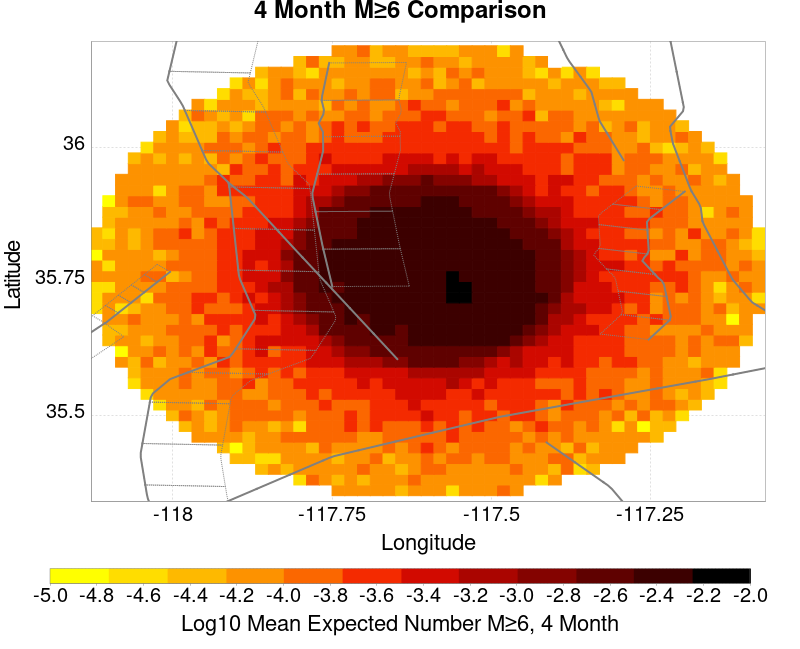 4 Month M≥6 Comparison
36
35.75
35.5
Latitude
-118 -117.75 -117.5 -117.25
Longitude
-5.0 -4.8 -4.6 -4.4 -4.2 -4.0 -3.8 -3.6 -3.4 -3.2 -3.0 -2.8 -2.6 -2.4 -2.2 -2.0
Log10 Mean Expected Number M≥6, 4 Month